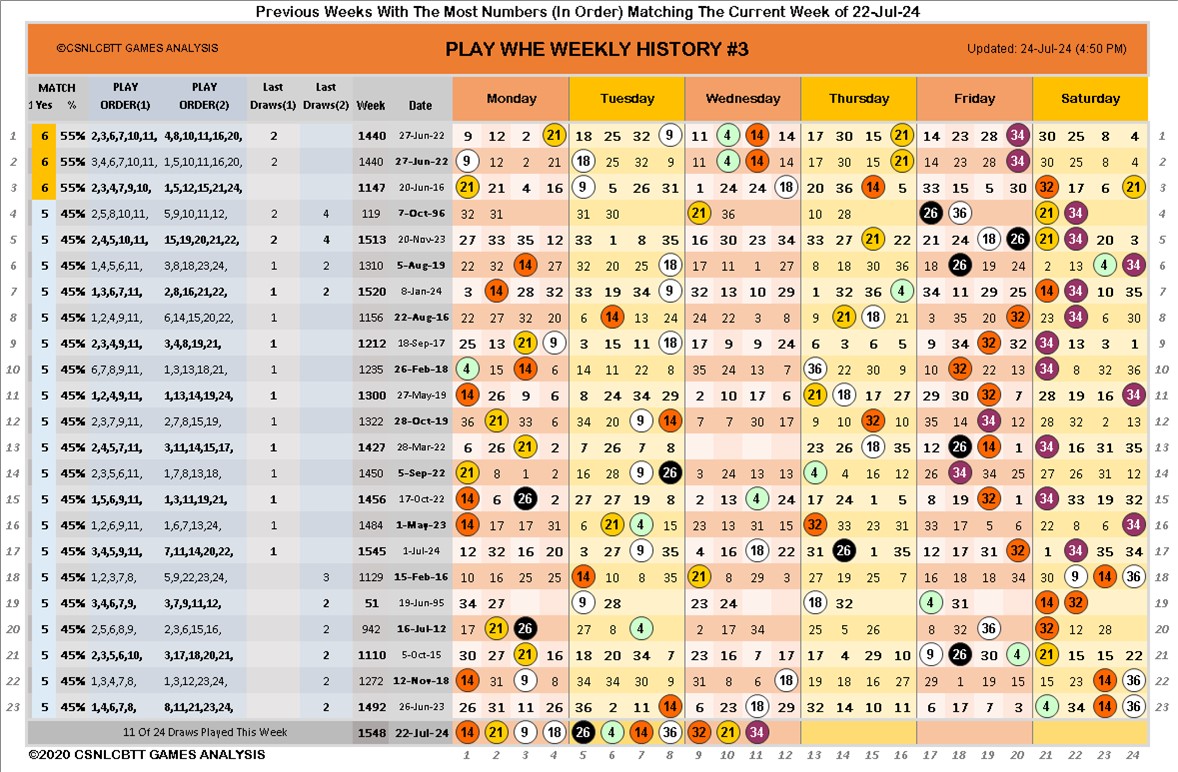 Previous Weeks With The Most Numbers (In Order) Matching The Current Week of 22-Jul-24
©CSNLCBTT GAMES ANALYSIS PLAY WHE WEEKLY HISTORY #3 Updated: 24-Jul-24 (4:50 PM)
MATCH PLAY PLAY Last Last
1 Yes % ORDER(1) ORDER(2) Draws(1) Draws(2) Week Date Monday Tuesday Wednesday Thursday Friday Saturday
1 6 55% 2,3,6,7,10,11, 4,8,10,11,16,20, 2 1440 27-Jun-22 9 12 2 21 18 25 32 9 11 4 11 14 17 30 15 21 14 23 28 34 30 25 8 4 1
2 6 55% 3,4,6,7,10,11, 1,5,10,11,16,20, 2 1440 27-Jun-22 9 12 2 21 18 25 32 9 11 4 14 14 17 30 15 21 14 23 28 34 30 25 8 4 2
3 6 55% 2,3,4,7,9,10, 1,5,12,15,21,24, 1147 20-Jun-16 21 21 4 16 9 5 26 31 1 24 24 18 20 36 14 5 33 15 5 30 32 17 6 21 3
4 5 45% 2,5,8,10,11, 5,9,10,11,12, 2 4 119 7-Oct-96 32 31 31 30 21 36 10 28 26 36 21 34 4
5 5 45% 2,4,5,10,11, 15,19,20,21,22, 2 4 1513 20-Nov-23 27 33 35 12 33 1 8 35 16 30 23 34 13 27 21 22 21 24 18 26 21 34 20 3 5
6 5 45% 1,4,5,6,11, 3,8,18,23,24, 1 2 1310 5-Aug-19 22 32 14 27 32 20 25 18 17 11 1 27 8 18 30 36 18 26 19 24 2 13 4 34 6
7 5 45% 1,3,6,7,11, 2,8,16,21,22, 1 2 1520 8-Jan-24 3 14 28 32 33 19 34 9 32 13 10 29 1 32 36 4 34 11 29 25 14 34 10 35 7
8 5 45% 1,2,4,9,11, 6,14,15,20,22, 1 1156 22-Aug-16 22 27 32 20 6 14 13 24 24 22 3 8 9 21 18 21 3 35 20 32 23 34 6 30 8
9 5 45% 2,3,4,9,11, 3,4,8,19,21, 1 1212 18-Sep-17 25 13 21 9 3 15 11 18 17 9 9 24 6 3 6 5 9 34 32 32 34 13 3 1 9
10 5 45% 6,7,8,9,11, 1,3,13,18,21, 1 1235 26-Feb-18 4 15 14 6 14 11 22 8 35 24 13 7 36 22 30 9 10 32 22 13 34 8 32 36 10
11 5 45% 1,2,4,9,11, 1,13,14,19,24, 1 1300 27-May-19 14 26 9 6 8 24 34 29 2 10 17 6 21 18 17 27 29 30 32 7 28 19 16 34 11
12 5 45% 2,3,7,9,11, 2,7,8,15,19, 1 1322 28-Oct-19 36 21 33 6 34 20 9 14 7 7 30 17 9 10 32 10 35 14 34 12 28 32 2 13 12
13 5 45% 2,4,5,7,11, 3,11,14,15,17, 1 1427 28-Mar-22 6 26 21 2 7 26 7 8 23 26 18 35 12 26 14 1 34 16 31 35 13
14 5 45% 2,3,5,6,11, 1,7,8,13,18, 1 1450 5-Sep-22 21 8 1 2 16 28 9 26 3 24 13 13 4 4 16 12 26 34 34 25 27 26 31 12 14
15 5 45% 1,5,6,9,11, 1,3,11,19,21, 1 1456 17-Oct-22 14 6 26 2 27 27 19 8 2 13 4 24 17 24 1 5 8 19 32 1 34 33 19 32 15
16 5 45% 1,2,6,9,11, 1,6,7,13,24, 1 1484 1-May-23 14 17 17 31 6 21 4 15 23 13 31 15 32 33 23 31 33 17 5 6 22 8 6 34 16
17 5 45% 3,4,5,9,11, 7,11,14,20,22, 1 1545 1-Jul-24 12 32 16 20 3 27 9 35 4 16 18 22 31 26 1 35 12 17 31 32 1 34 35 34 17
18 5 45% 1,2,3,7,8, 5,9,22,23,24, 3 1129 15-Feb-16 10 16 25 25 14 10 8 35 21 8 29 3 27 19 25 7 16 18 18 34 30 9 14 36 18
19 5 45% 3,4,6,7,9, 3,7,9,11,12, 2 51 19-Jun-95 34 27 9 28 23 24 18 32 4 31 14 32 19
20 5 45% 2,5,6,8,9, 2,3,6,15,16, 2 942 16-Jul-12 17 21 26 27 8 4 2 17 34 25 5 26 8 32 36 32 12 28 20
21 5 45% 2,3,5,6,10, 3,17,18,20,21, 2 1110 5-Oct-15 30 27 21 16 18 20 34 7 23 16 7 17 17 4 29 10 9 26 30 4 21 15 15 22 21
22 5 45% 1,3,4,7,8, 1,3,12,23,24, 2 1272 12-Nov-18 14 31 9 8 34 34 30 9 31 8 12 18 19 18 16 27 29 1 19 15 15 27 14 36 22
23 5 45% 1,4,6,7,8, 8,11,21,23,24, 2 1492 26-Jun-23 26 31 11 26 36 2 11 14 6 23 18 29 32 14 10 11 6 17 27 35 4 34 14 36 23
11 Of 24 Draws Played This Week 1548 22-Jul-24 14 21 9 18 26 4 14 36 32 21 34
©2020 CSNLCBTT GAMES ANALYSIS 1 2 3 4 5 6 7 8 9 10 11 12 13 14 15 16 17 18 19 20 21 22 23 24